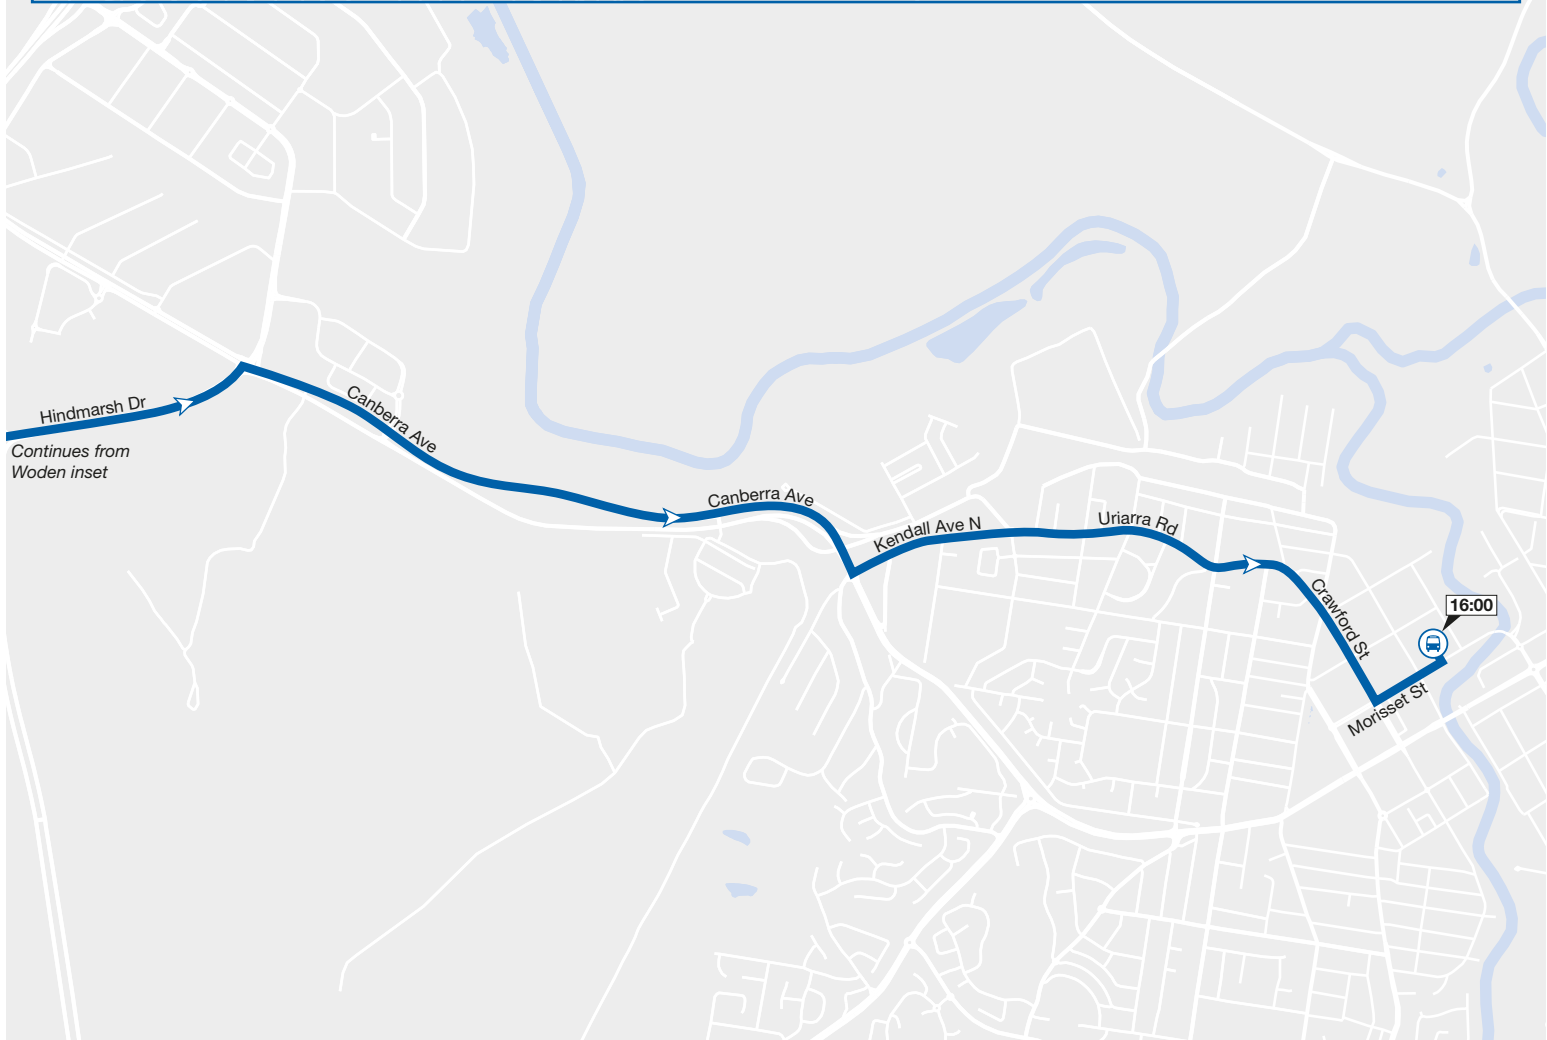 Hindmarsh Dr
Continues from
Woden inset
Canberra Ave
Canberra Ave
Kendall Ave N
Uriarra Rd
Crawford St
16:00
Morisset St